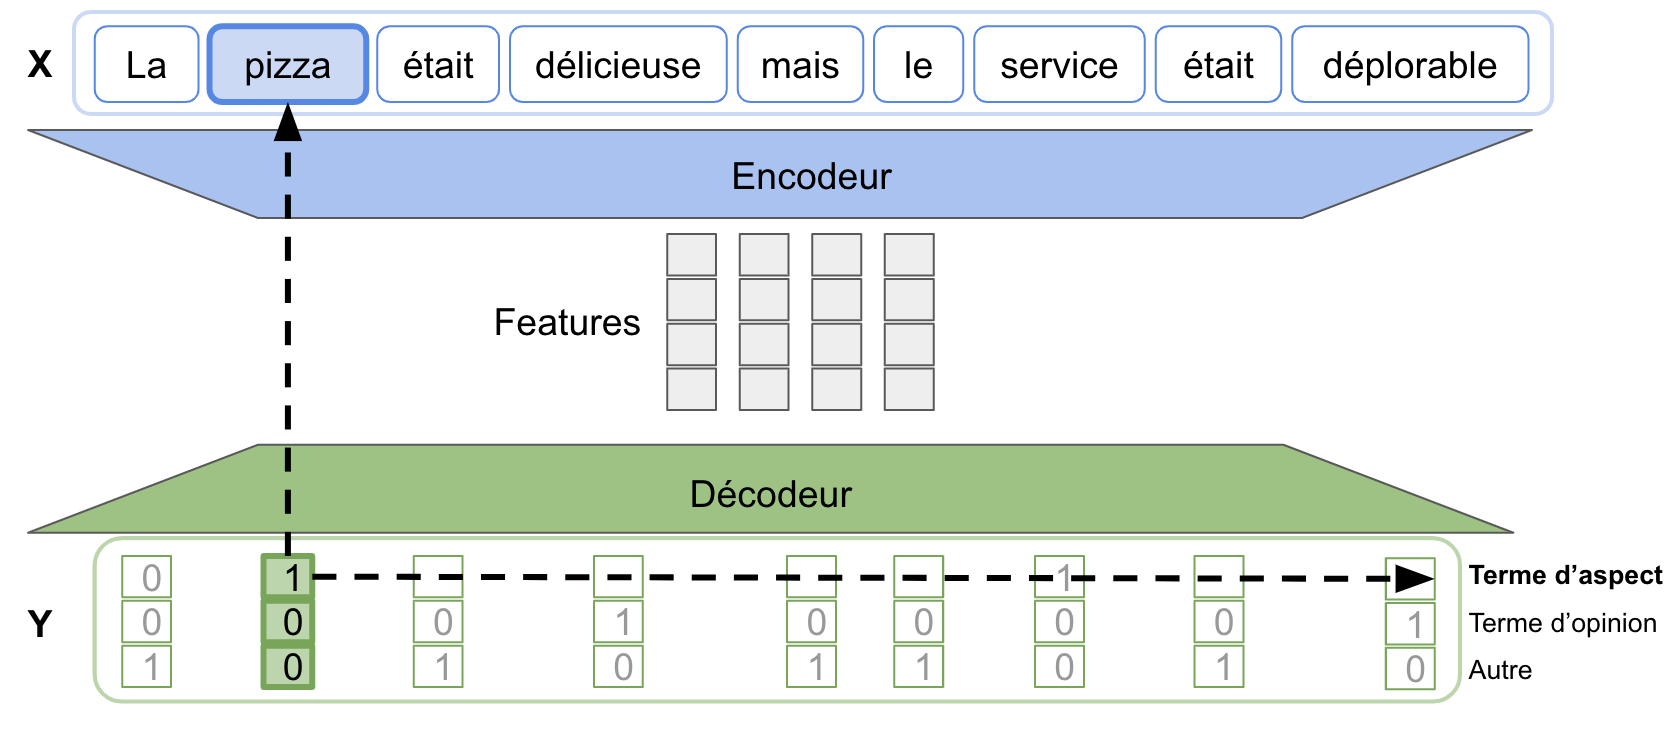 X La pizza était délicieuse mais le service était déplorable
Encodeur
Features
Décodeur
0 1 1 Terme d'aspect
Y 0 0 0 1 0 0 0 0 1 Terme d'opinion
1 0 1 0 1 1 0 1 0 Autre